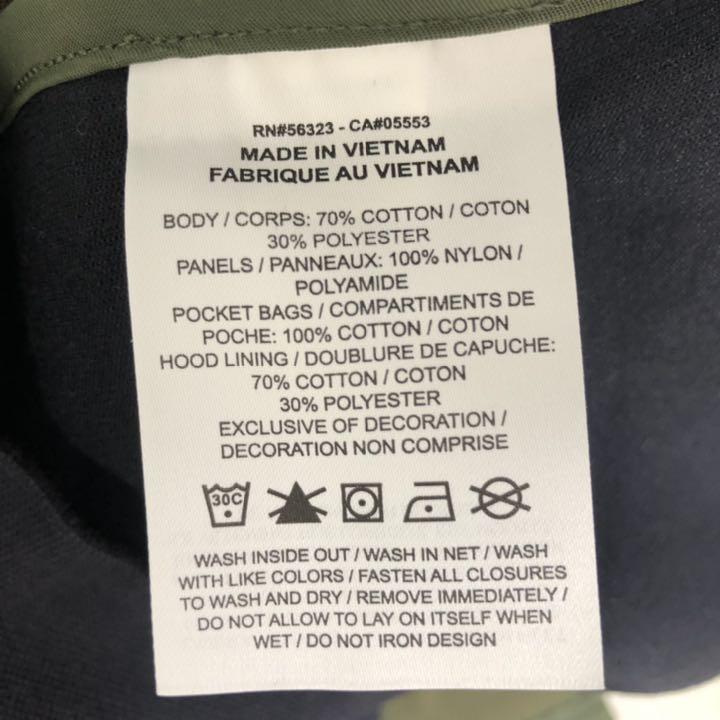 RN#56323 - CA#05553
MADE IN VIETNAM
FABRIQUE AU VIETNAM
BODY / CORPS: 70% COTTON / COTON
30% POLYESTER
PANELS / PANNEAUX: 100% NYLON /
POLYAMIDE
POCKET BAGS / COMPARTIMENTS DE
POCHE: 100% COTTON / COTON
HOOD LINING / DOUBLURE DE CAPUCHE:
70% COTTON / COTON
30% POLYESTER
EXCLUSIVE OF DECORATION /
DECORATION NON COMPRISE
30C
WASH INSIDE OUT / WASH IN NET / WASH
WITH LIKE COLORS / FASTEN ALL CLOSURES
TO WASH AND DRY / REMOVE IMMEDIATELY /
DO NOT ALLOW TO LAY ON ITSELF WHEN
WET / DO NOT IRON DESIGN